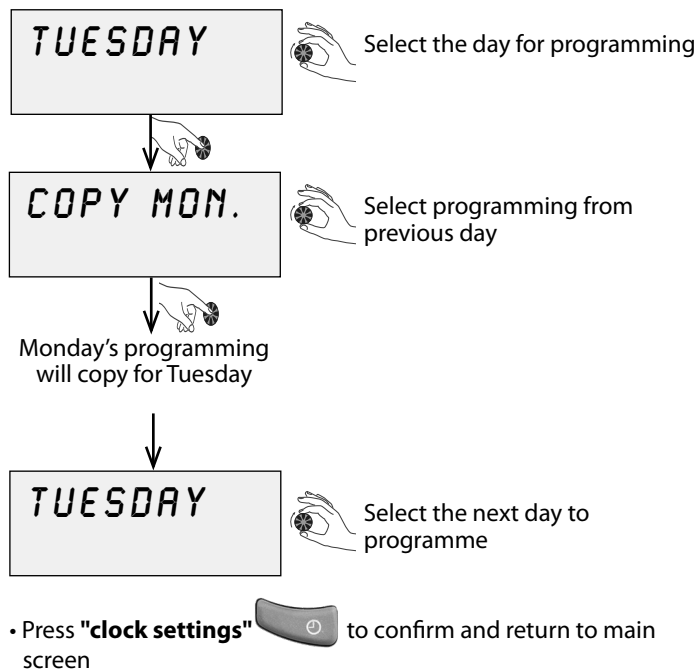 TUESDAY
Select the day for programming
COPY MON.
Select programming from
previous day
Monday’s programming
will copy for Tuesday
TUESDAY
Select the next day to
programme
• Press "clock settings" to confirm and return to main
screen